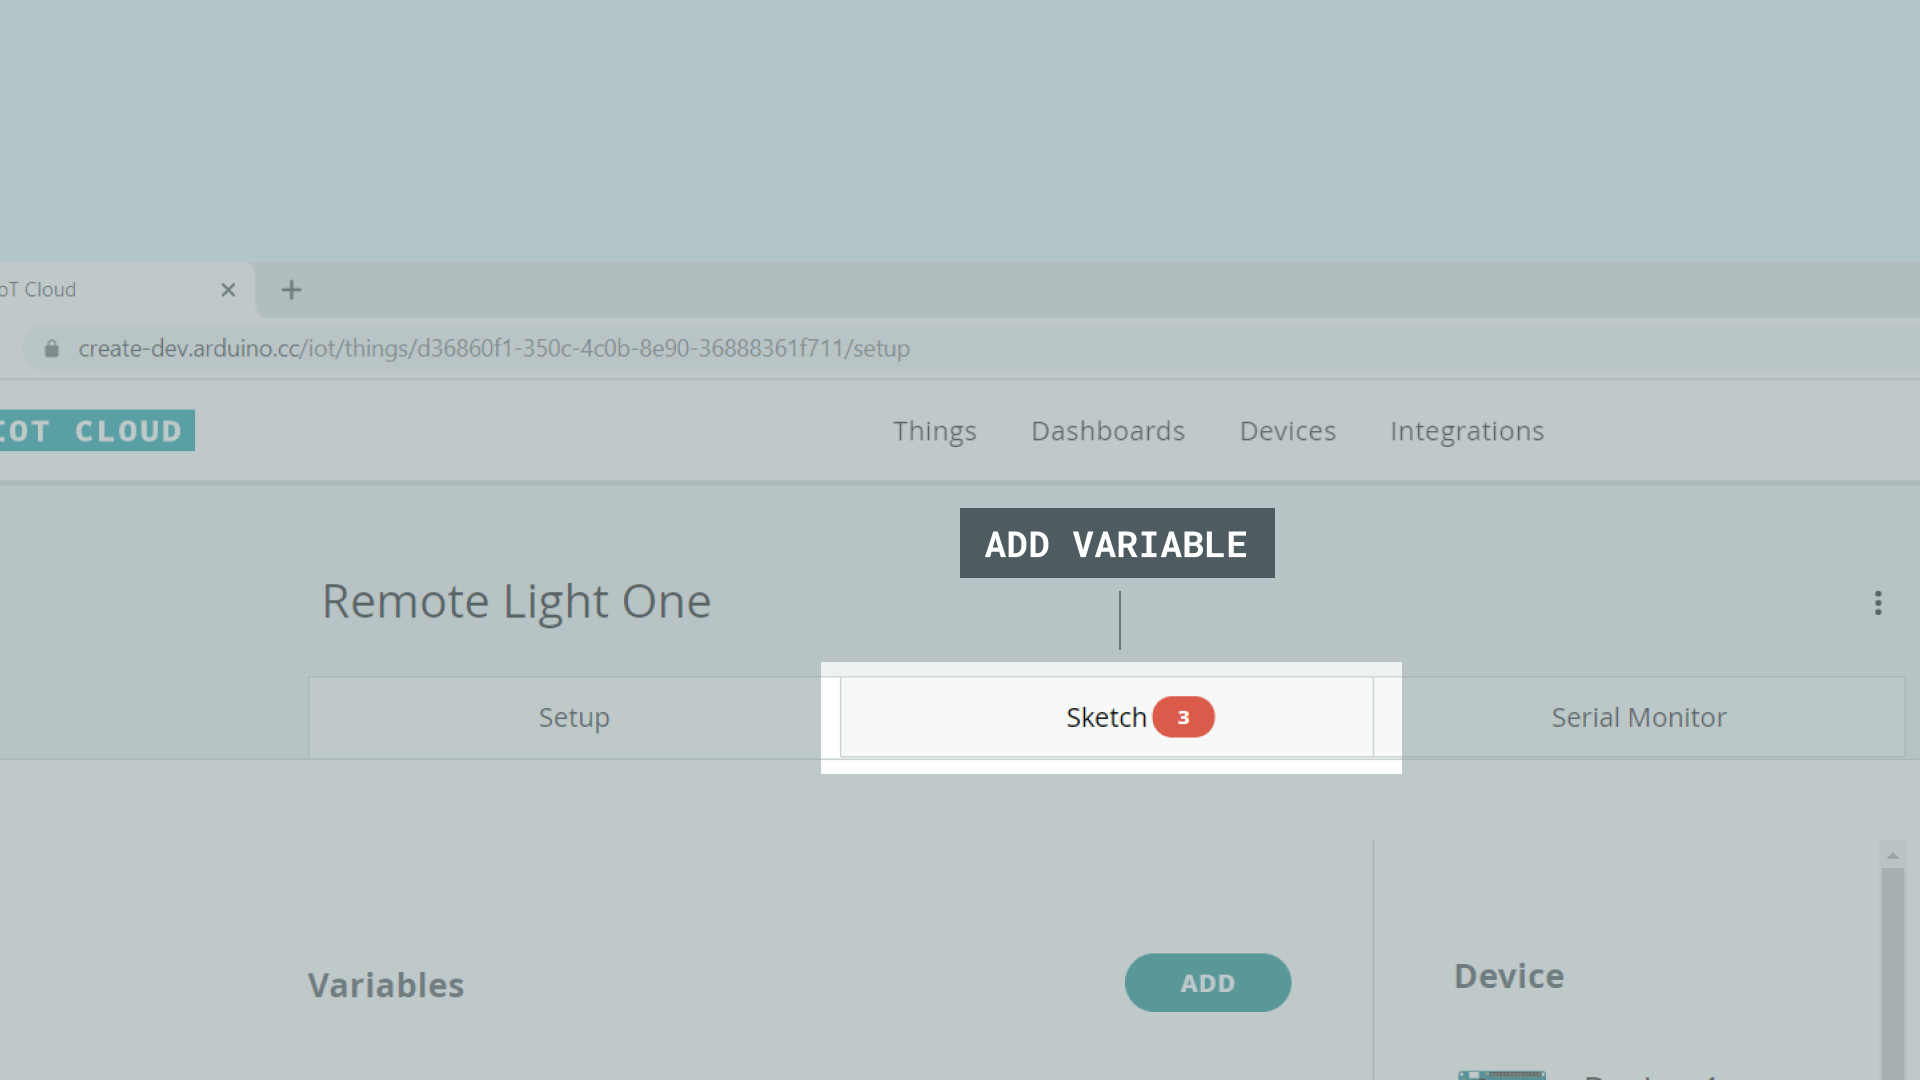 oT Cloud
create-dev.arduino.cc/iot/things/d36860f1-350c-4c0b-8e90-36888361f711/setup
IOT CLOUD
Things Dashboards Devices Integrations
ADD VARIABLE
Remote Light One
Setup Sketch 3 Serial Monitor
Variables ADD Device